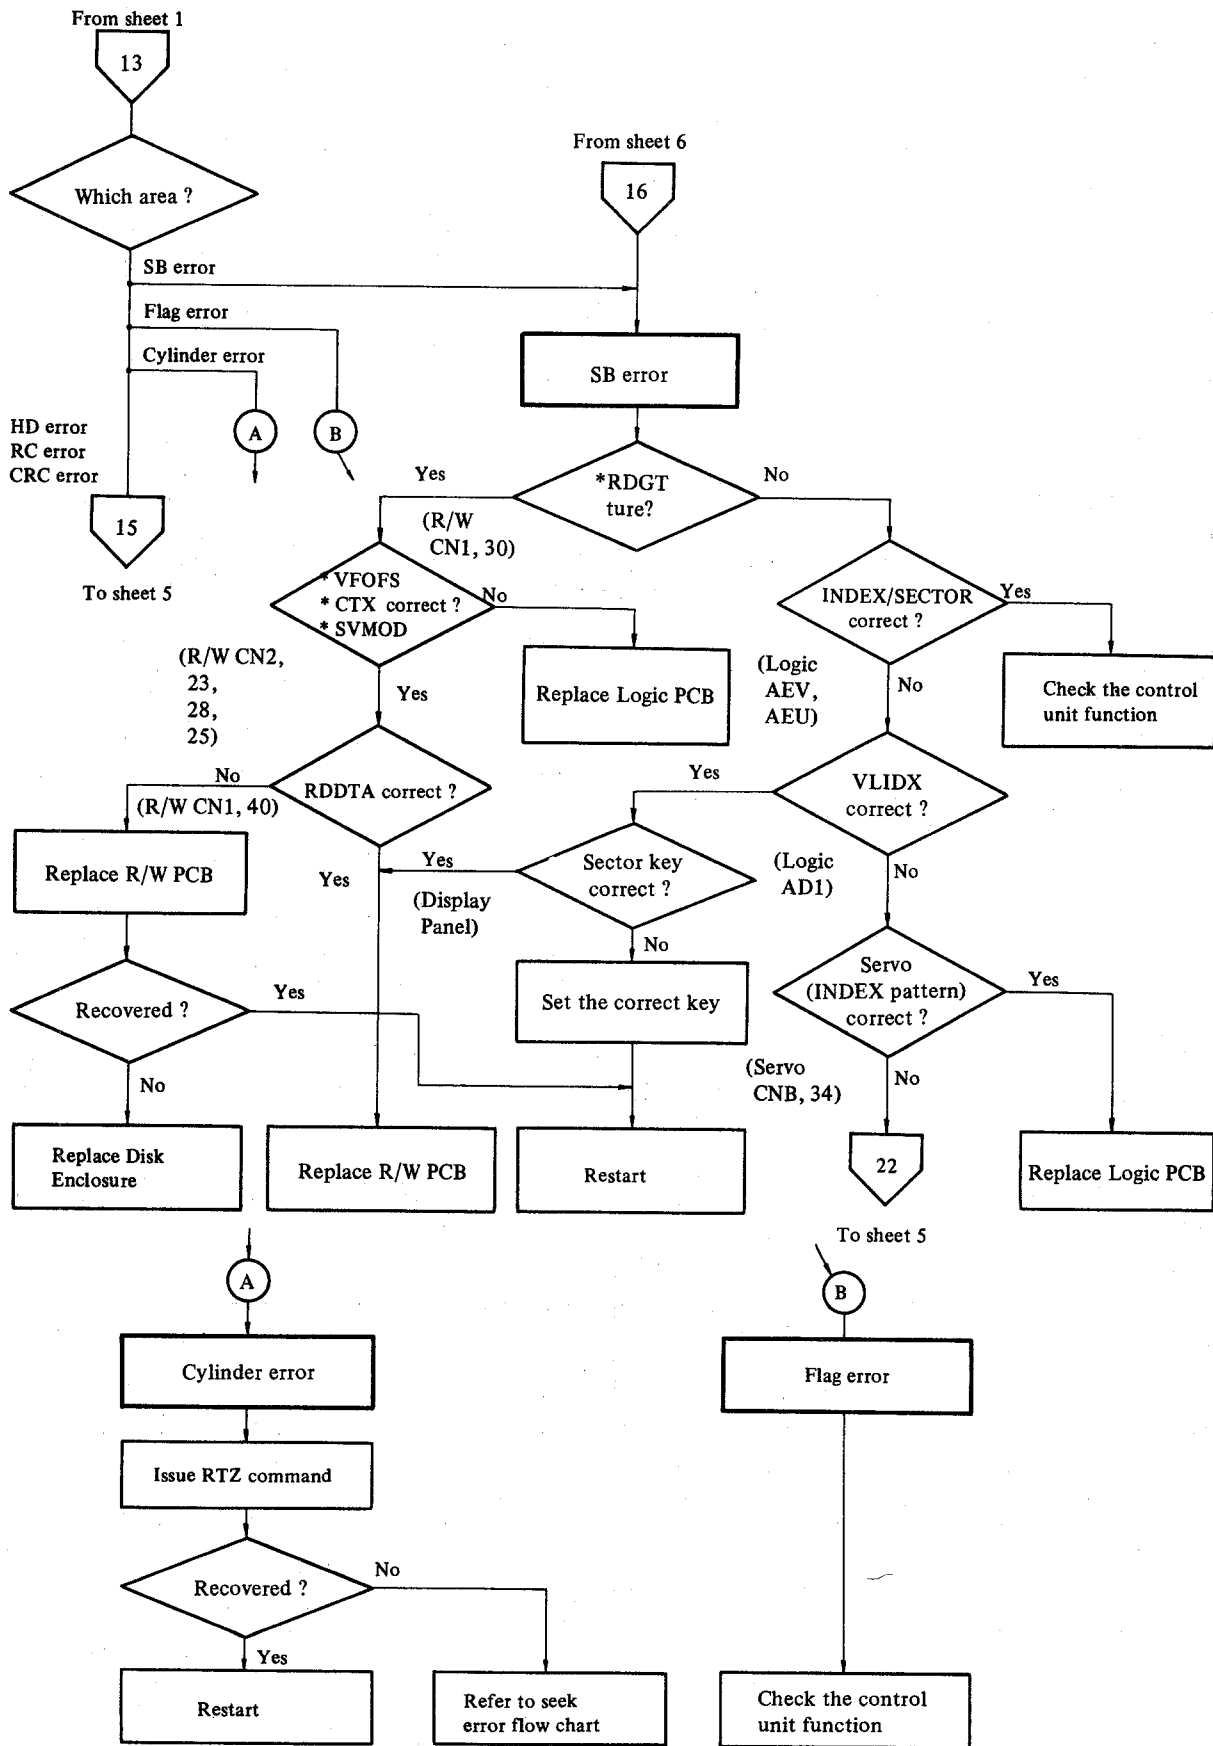 From sheet 1
13
Which area ?
From sheet 6
16
SB error
Flag error
Cylinder error
SB error
A
B
HD error
RC error
CRC error
15
To sheet 5
*RDGT
ture?
Yes
No
(R/W
CN1, 30)
* VFOFS
* CTX correct ?
* SVMOD
No
INDEX/SECTOR
correct ?
Yes
(R/W CN2,
23,
28,
25)
Yes
Replace Logic PCB
(Logic
AEV,
AEU)
No
Check the control
unit function
RDDTA correct ?
No
(R/W CN1, 40)
Yes
VLIDX
correct ?
Yes
Replace R/W PCB
Yes
Yes
Sector key
correct ?
(Display
Panel)
(Logic
AD1)
No
No
Recovered ?
Yes
Set the correct key
Servo
(INDEX pattern)
correct ?
Yes
No
(Servo
CNB, 34)
No
Replace Disk
Enclosure
Replace R/W PCB
Restart
22
Replace Logic PCB
To sheet 5
A
B
Cylinder error
Flag error
Issue RTZ command
Recovered ?
No
Yes
Restart
Refer to seek
error flow chart
Check the control
unit function